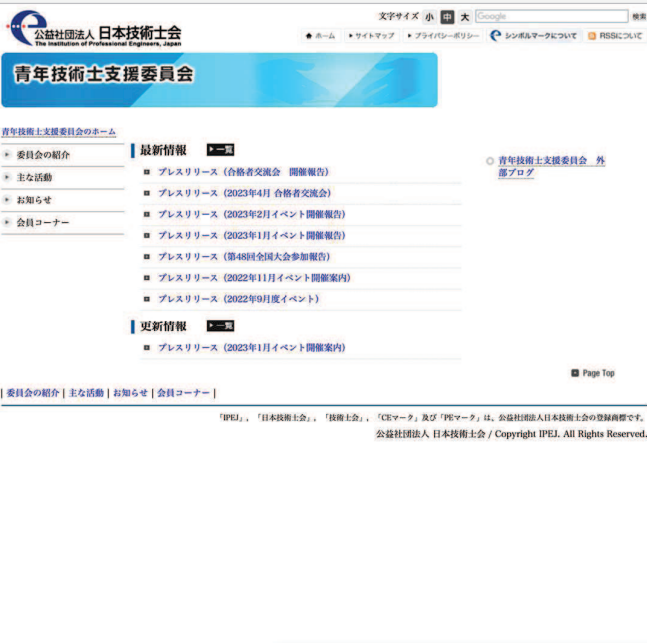 公益社団法人 日本技術士会
The Institution of Professional Engineers, Japan
文字サイズ 小 中 大 Google 検索
ホーム サイトマップ プライバシーポリシー シンボルマークについて RSSについて
青年技術士支援委員会
青年技術士支援委員会のホーム
委員会の紹介
主な活動
お知らせ
会員コーナー
最新情報 一覧
プレスリリース(合格者交流会 開催報告)
プレスリリース(2023年4月 合格者交流会)
プレスリリース(2023年2月イベント開催報告)
プレスリリース(2023年1月イベント開催報告)
プレスリリース(第48回全国大会参加報告)
プレスリリース(2022年11月イベント開催案内)
プレスリリース(2022年9月度イベント)
更新情報 一覧
プレスリリース(2023年1月イベント開催案内)
青年技術士支援委員会 外
部ブログ
Page Top
| 委員会の紹介 | 主な活動 | お知らせ | 会員コーナー |
「IPEJ」, 「日本技術士会」, 「技術士会」, 「CEマーク」及び「PEマーク」は、公益社団法人日本技術士会の登録商標です。
公益社団法人 日本技術士会 / Copyright IPEJ. All Rights Reserved.